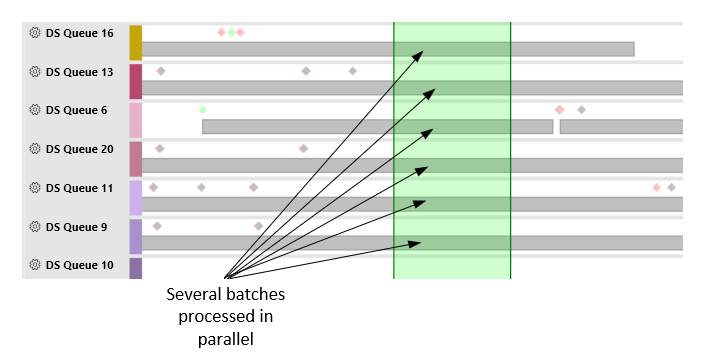 DS Queue 16
DS Queue 13
DS Queue 6
DS Queue 20
DS Queue 11
DS Queue 9
DS Queue 10
Several batches
processed in
parallel